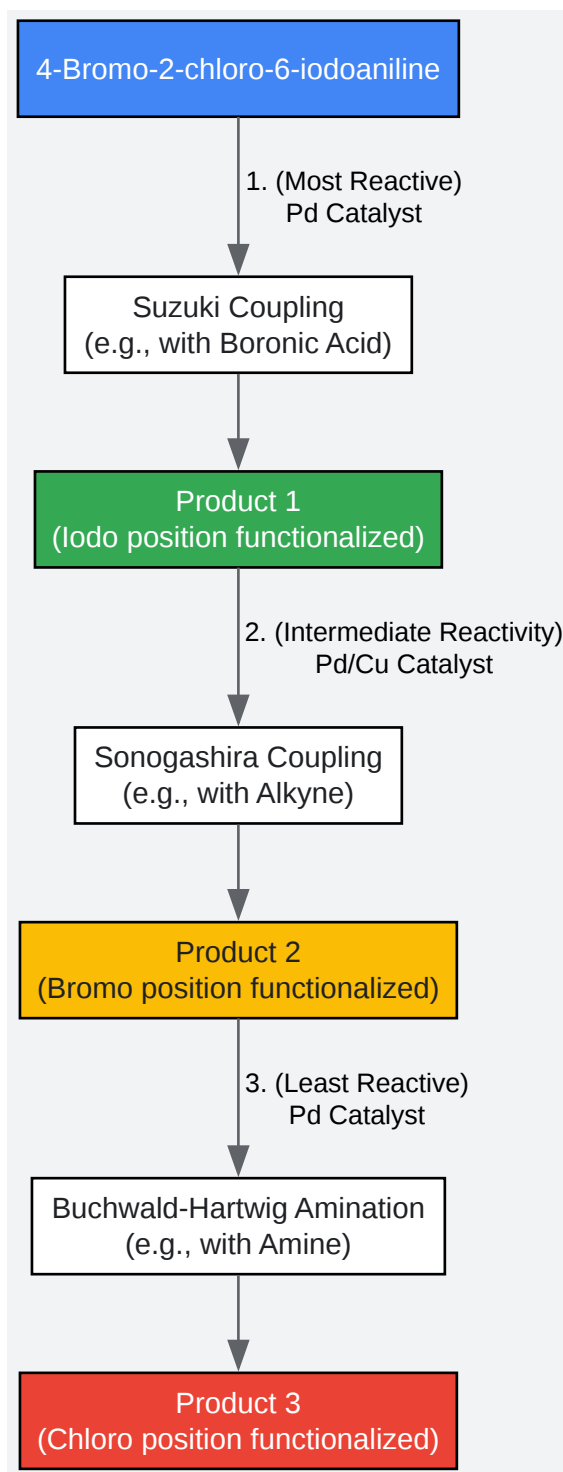 4-Bromo-2-chloro-6-iodoaniline
1. (Most Reactive)
Pd Catalyst
Suzuki Coupling
(e.g., with Boronic Acid)
Product 1
(Iodo position functionalized)
2. (Intermediate Reactivity)
Pd/Cu Catalyst
Sonogashira Coupling
(e.g., with Alkyne)
Product 2
(Bromo position functionalized)
3. (Least Reactive)
Pd Catalyst
Buchwald-Hartwig Amination
(e.g., with Amine)
Product 3
(Chloro position functionalized)